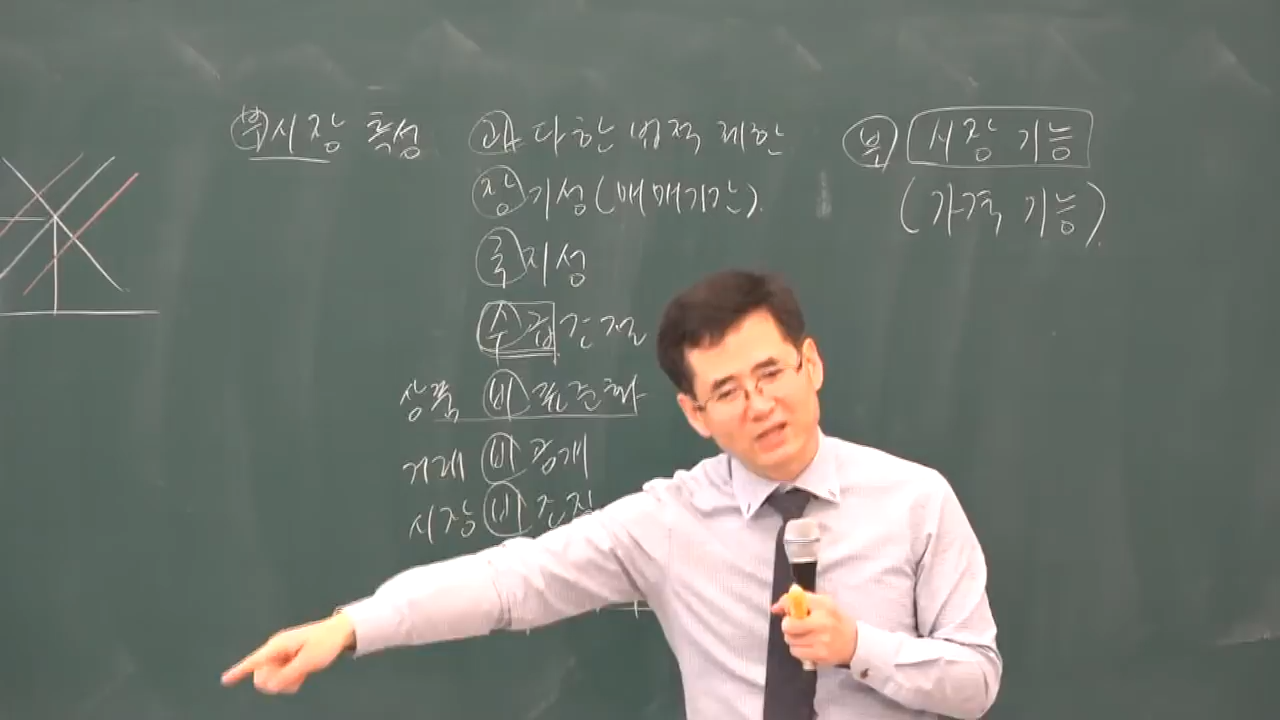 부시장 특성
과다한 법적 제한
장기성(매매기간).
국지성
수급조절
상품 비표준화
거래 비공개
시장 비조직
부 시장 기능
(가격 기능).